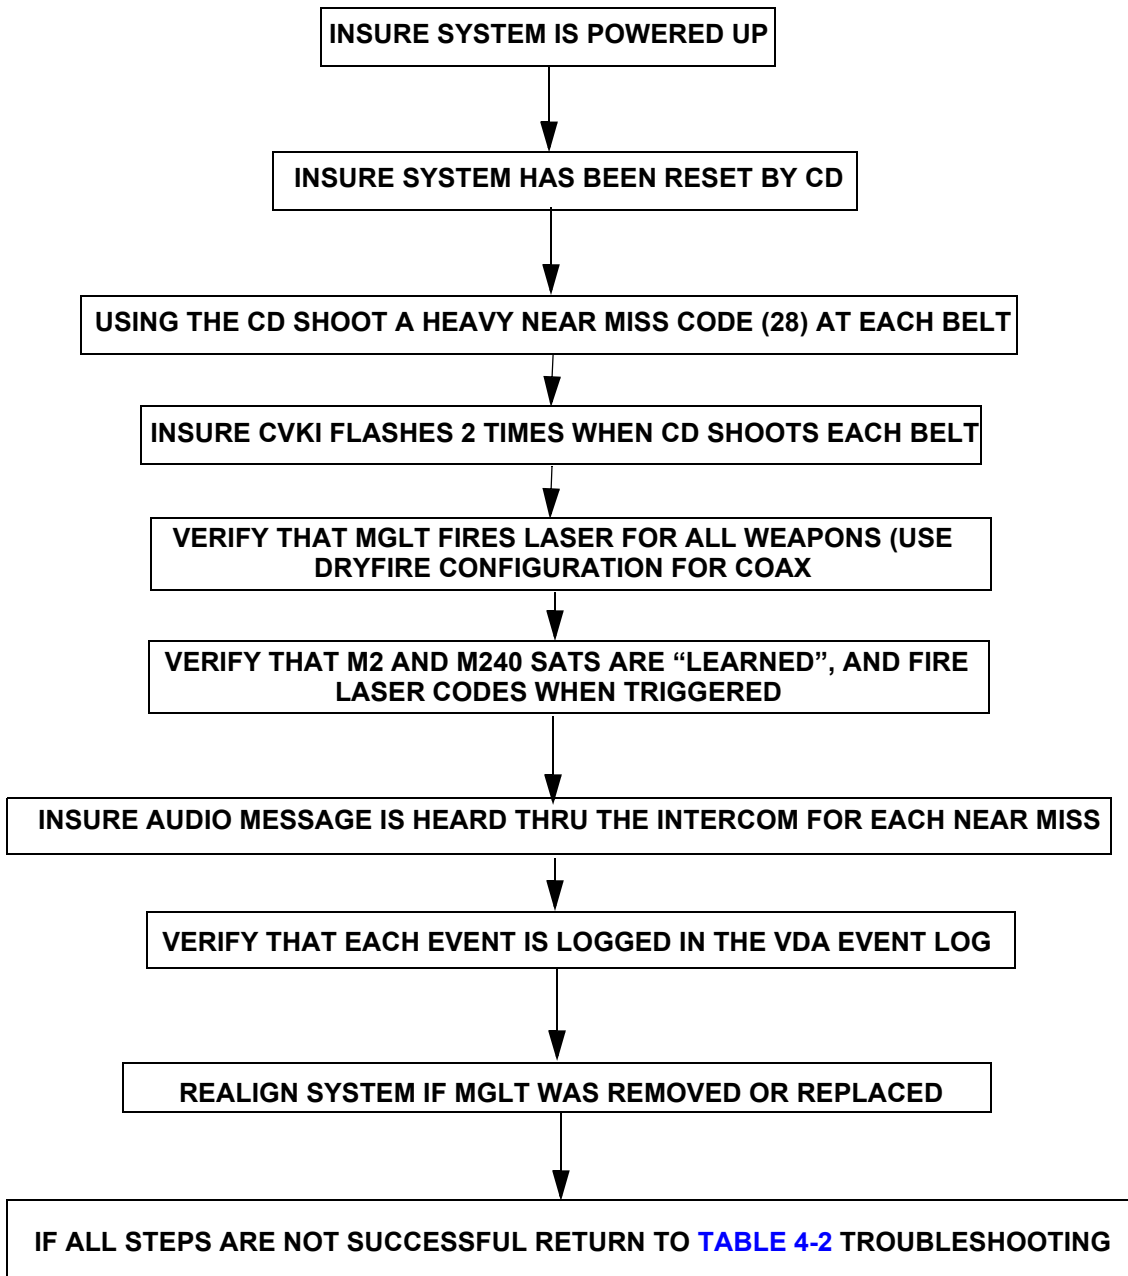 INSURE SYSTEM IS POWERED UP
INSURE SYSTEM HAS BEEN RESET BY CD
USING THE CD SHOOT A HEAVY NEAR MISS CODE (28) AT EACH BELT
INSURE CVKI FLASHES 2 TIMES WHEN CD SHOOTS EACH BELT
VERIFY THAT MGLT FIRES LASER FOR ALL WEAPONS (USE
DRYFIRE CONFIGURATION FOR COAX
VERIFY THAT M2 AND M240 SATS ARE “LEARNED”, AND FIRE
LASER CODES WHEN TRIGGERED
INSURE AUDIO MESSAGE IS HEARD THRU THE INTERCOM FOR EACH NEAR MISS
VERIFY THAT EACH EVENT IS LOGGED IN THE VDA EVENT LOG
REALIGN SYSTEM IF MGLT WAS REMOVED OR REPLACED
IF ALL STEPS ARE NOT SUCCESSFUL RETURN TO TABLE 4-2 TROUBLESHOOTING